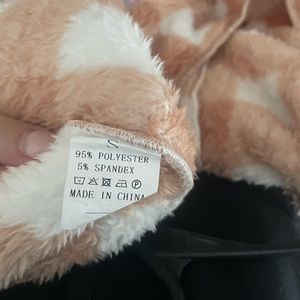 S
95% POLYESTER
5% SPANDEX
MADE IN CHINA